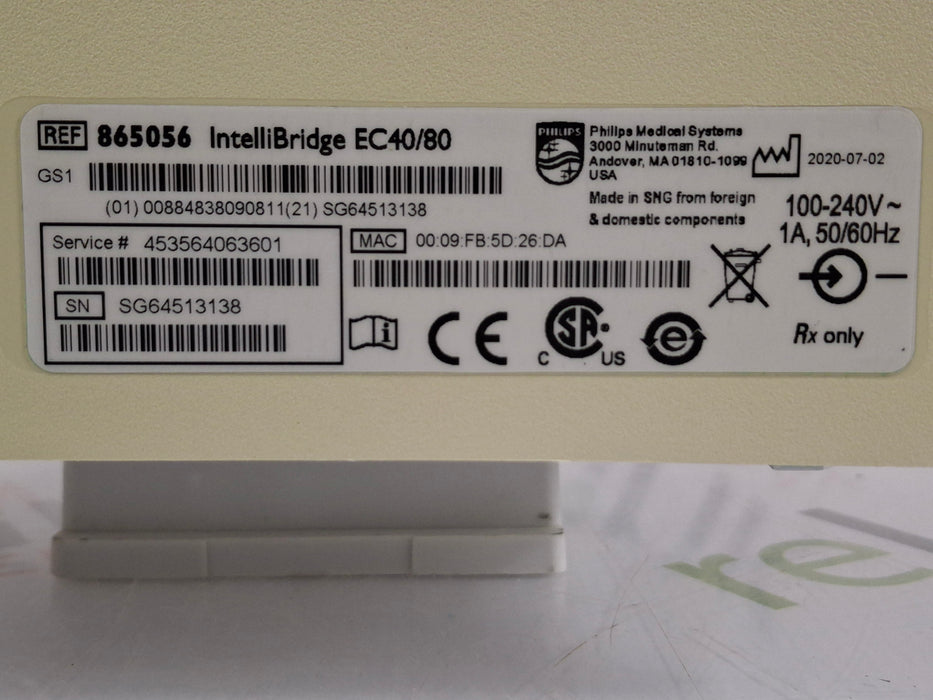 REF 865056 IntelliBridge EC40/80
GS1
(01) 00884838090811(21) SG64513138
Service # 453564063601
SN SG64513138
MAC 00:09:FB:5D:26:DA
PHILIPS
Philips Medical Systems
3000 Minuteman Rd.
Andover, MA 01810-1099
USA
2020-07-02
Made in SNG from foreign
& domestic components
100-240V~
1A, 50/60Hz
i
CE
C SA US
e
Rx only
rel